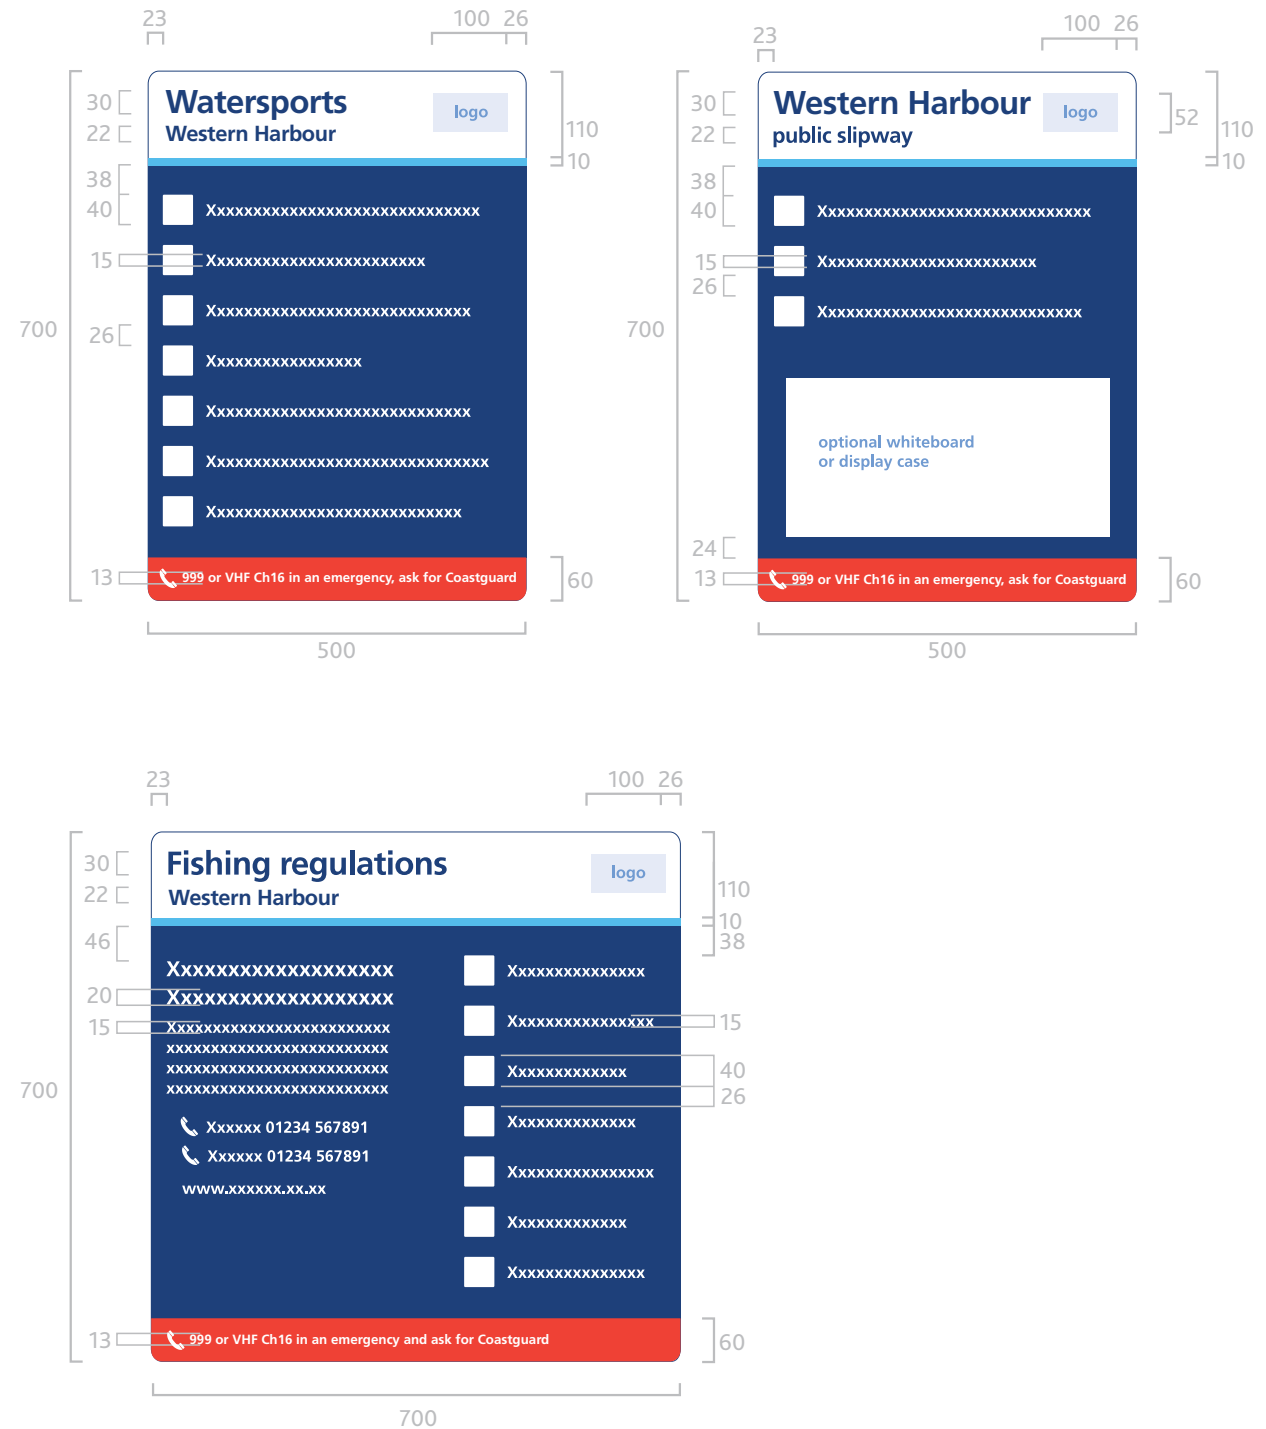 23
100 26
30
22
38
40
15
26
700
13
Watersports
Western Harbour
logo
Xxxxxxxxxxxxxxxxxxxxxxxxxxxxxx
Xxxxxxxxxxxxxxxxxxxxxxxx
Xxxxxxxxxxxxxxxxxxxxxxxxxxxxx
Xxxxxxxxxxxxxxxxx
Xxxxxxxxxxxxxxxxxxxxxxxxxxxxx
Xxxxxxxxxxxxxxxxxxxxxxxxxxxxxxx
Xxxxxxxxxxxxxxxxxxxxxxxxxxxx
999 or VHF Ch16 in an emergency, ask for Coastguard
110
10
60
500
23
100 26
30
22
38
40
15
26
700
24
13
Western Harbour
public slipway
logo
Xxxxxxxxxxxxxxxxxxxxxxxxxxxxxx
Xxxxxxxxxxxxxxxxxxxxxxxx
Xxxxxxxxxxxxxxxxxxxxxxxxxxxxx
optional whiteboard
or display case
999 or VHF Ch16 in an emergency, ask for Coastguard
52
110
10
60
500
23
100 26
30
22
46
20
15
700
13
Fishing regulations
Western Harbour
logo
Xxxxxxxxxxxxxxxxxxx
Xxxxxxxxxxxxxxxxxxx
Xxxxxxxxxxxxxxxxxxxxxxxxx
xxxxxxxxxxxxxxxxxxxxxxxxx
xxxxxxxxxxxxxxxxxxxxxxxxx
xxxxxxxxxxxxxxxxxxxxxxxxx
Xxxxxx 01234 567891
Xxxxxx 01234 567891
www.xxxxxx.xx.xx
Xxxxxxxxxxxxxxx
Xxxxxxxxxxxxxxxx
Xxxxxxxxxxxxx
Xxxxxxxxxxxxxx
Xxxxxxxxxxxxxxxx
Xxxxxxxxxxxxx
Xxxxxxxxxxxxxxx
999 or VHF Ch16 in an emergency and ask for Coastguard
110
10
38
15
40
26
60
700